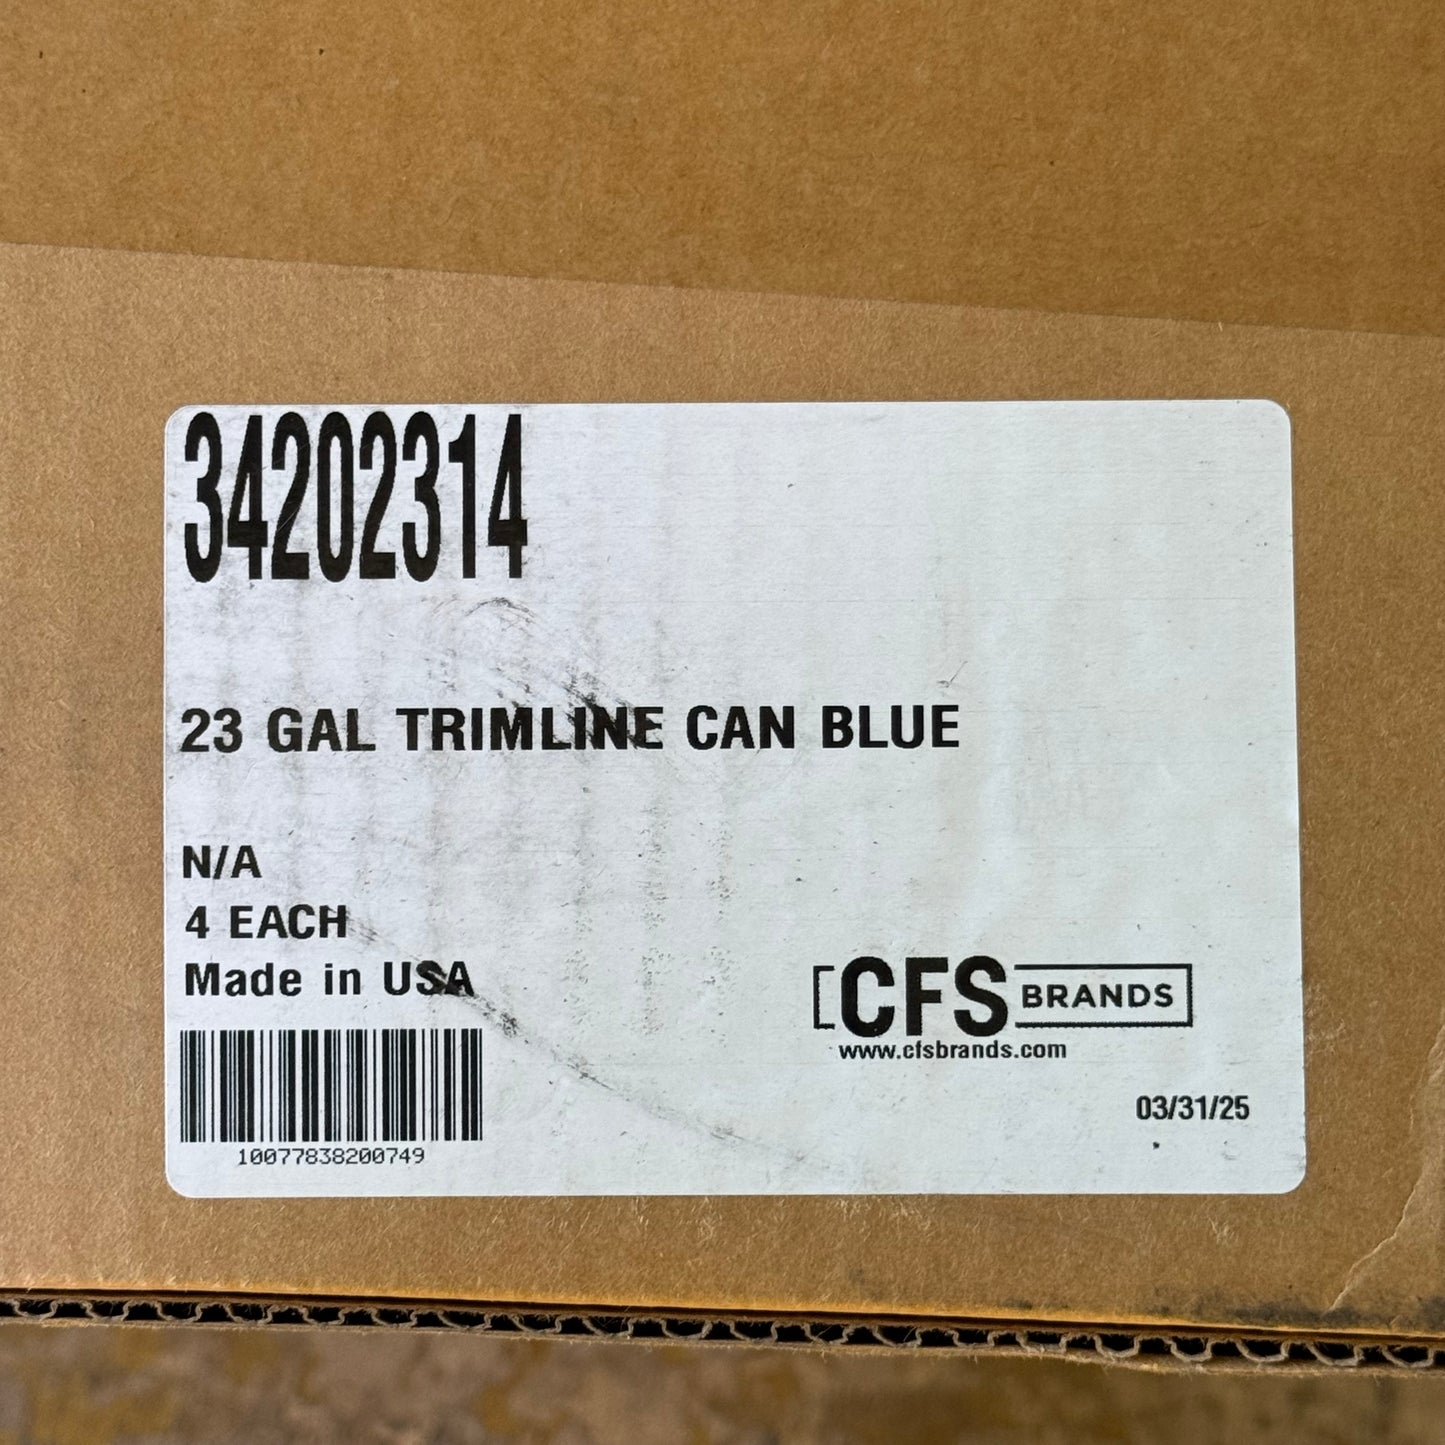 34202314
23 GAL TRIMLINE CAN BLUE
N/A
4 EACH
Made in USA
10077838200749
CFS BRANDS
www.cfsbrands.com
03/31/25